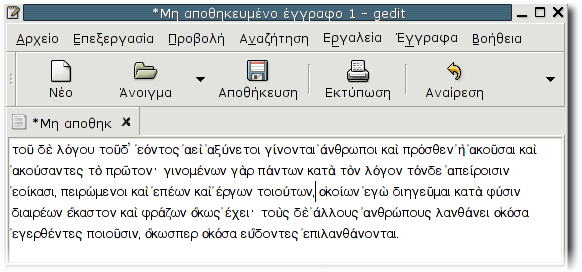 *Μη αποθηκευμένο έγγραφο 1 - gedit
Αρχείο Επεξεργασία Προβολή Αναζήτηση Εργαλεία Έγγραφα Βοήθεια
Νέο Άνοιγμα Αποθήκευση Εκτύπωση Αναίρεση
*Μη αποθηκ
τοῦ δὲ λόγου τοῦδ᾿ ἐόντος ἀεὶ ἀξύνετοι γίνονται ἄνθρωποι καὶ πρόσθεν ἢ ἀκοῦσαι καὶ
ἀκούσαντες τὸ πρῶτον· γινομένων γὰρ πάντων κατὰ τὸν λόγον τόνδε ἀπείροισιν
ἐοίκασι, πειρώμενοι καὶ ἐπέων καὶ ἔργων τοιούτων, ὁκοίων ἐγὼ διηγεῦμαι κατὰ φύσιν
διαιρέων ἕκαστον καὶ φράζων ὅκως ἔχει· τοὺς δὲ ἄλλους ἀνθρώπους λανθάνει ὁκόσα
ἐγερθέντες ποιοῦσιν, ὅκωσπερ ὁκόσα εὕδοντες ἐπιλανθάνονται.